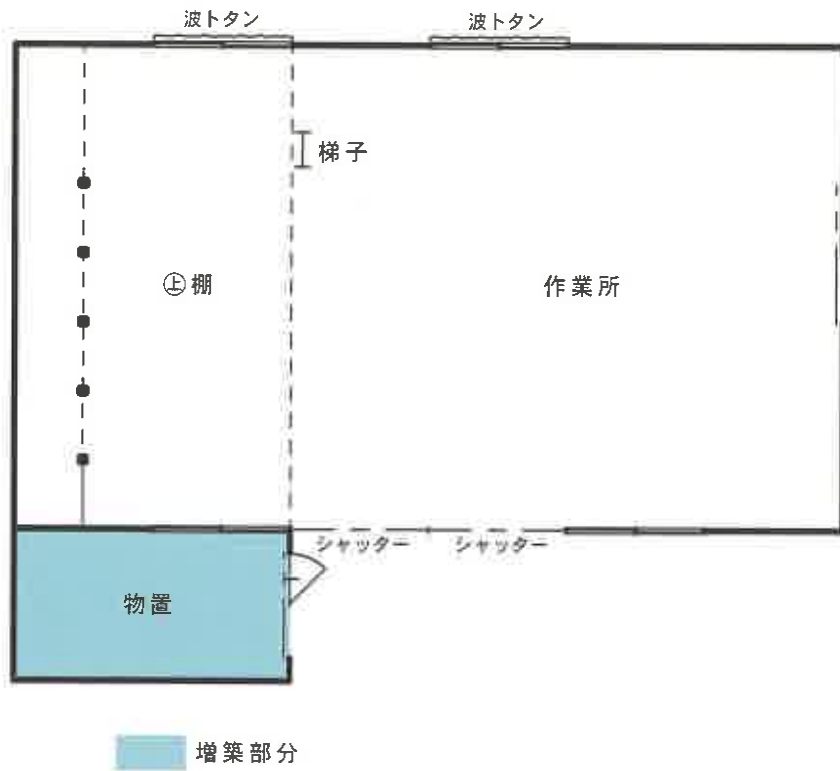 波トタン
波トタン
梯子
㊤棚
作業所
シャッター
シャッター
物置
増築部分